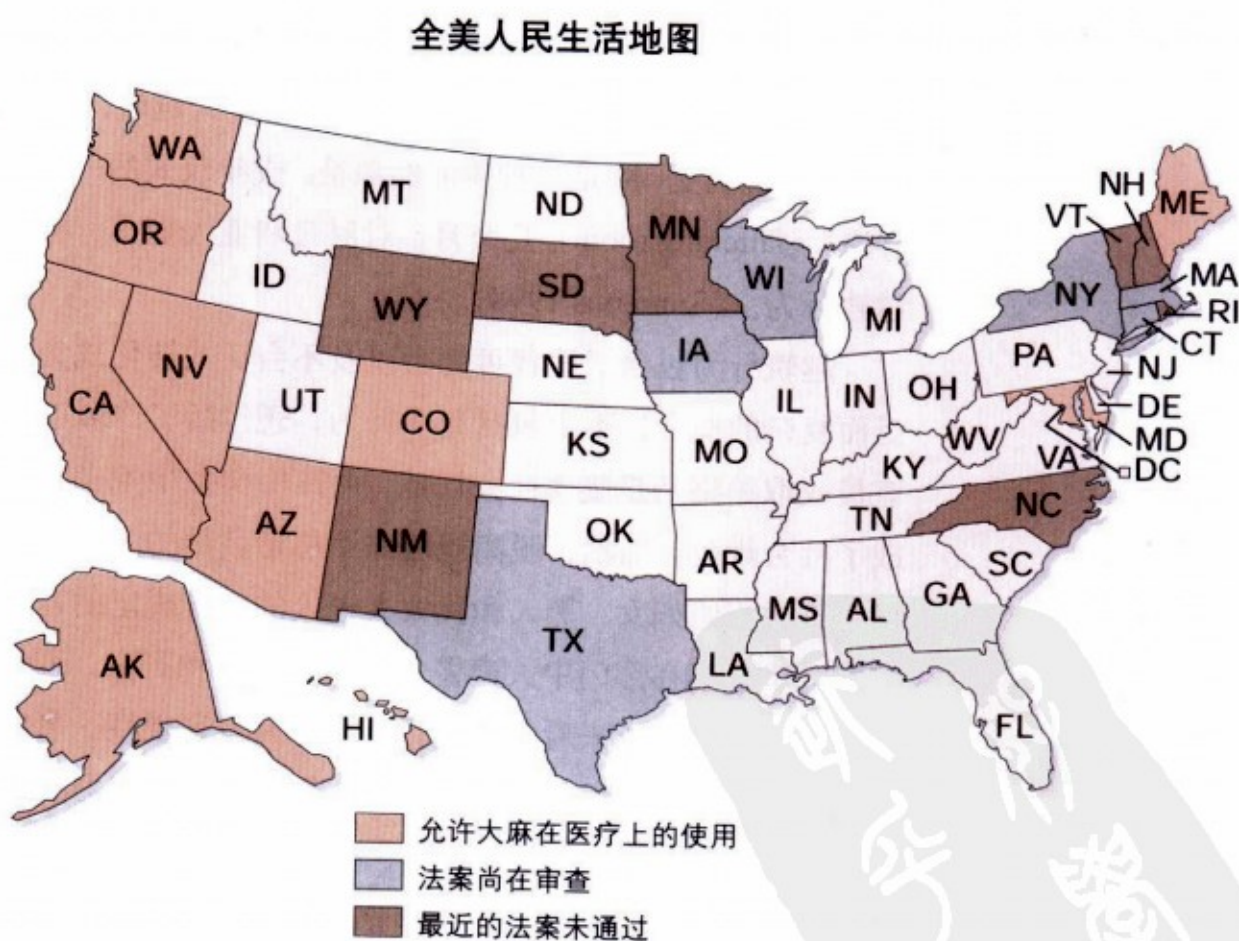 全美人民生活地图
WA
OR
CA
NV
ID
MT
WY
UT
AZ
CO
NM
ND
SD
NE
KS
OK
TX
MN
IA
MO
AR
LA
WI
IL
MI
IN
OH
KY
TN
MS
AL
GA
FL
SC
NC
VA
WV
PA
NY
VT
NH
ME
MA
RI
CT
NJ
DE
MD
DC
AK
HI
允许大麻在医疗上的使用
法案尚在审查
最近的法案未通过